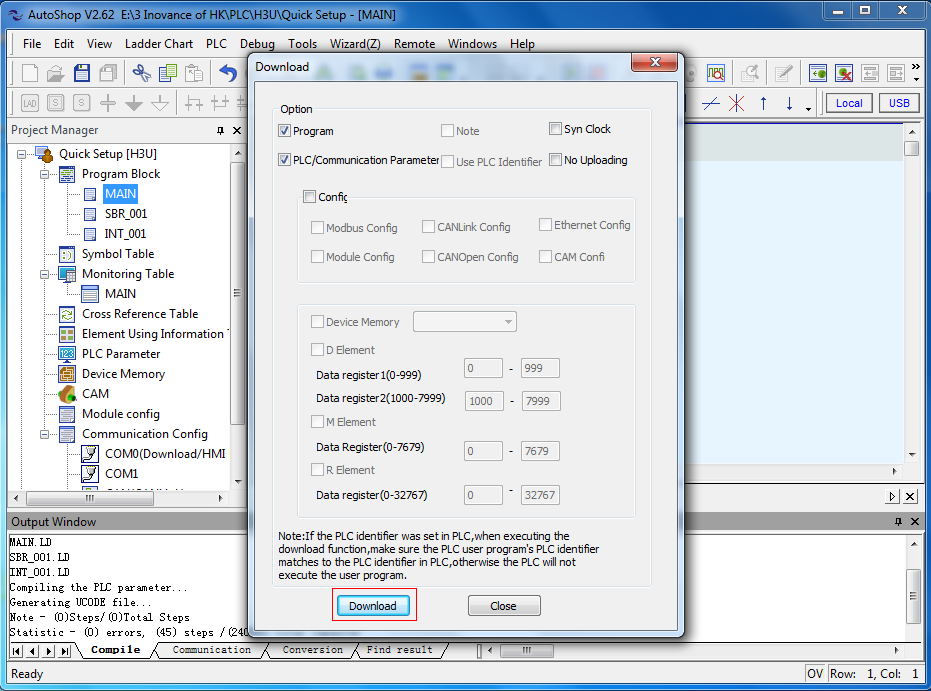 AutoShop V2.62  E:\3 Inovance of HK\PLC\H3U\Quick Setup - [MAIN]
File Edit View Ladder Chart PLC Debug Tools Wizard(Z) Remote Windows Help
LAD S S
Local USB
Project Manager
Quick Setup [H3U]
Program Block
MAIN
SBR_001
INT_001
Symbol Table
Monitoring Table
MAIN
Cross Reference Table
Element Using Information
PLC Parameter
Device Memory
CAM
Module config
Communication Config
COM0(Download/HMI
COM1
Download
Option
Program Note Syn Clock
PLC/Communication Parameter Use PLC Identifier No Uploading
Config
Modbus Config CANLink Config Ethernet Config
Module Config CANOpen Config CAM Confi
Device Memory
D Element
Data register1(0-999) 0 - 999
Data register2(1000-7999) 1000 - 7999
M Element
Data Register(0-7679) 0 - 7679
R Element
Data register(0-32767) 0 - 32767
Note:If the PLC identifier was set in PLC,when executing the
download function,make sure the PLC user program's PLC identifier
matches to the PLC identifier in PLC,otherwise the PLC will not
execute the user program.
Download Close
Output Window
MAIN.LD
SBR_001.LD
INT_001.LD
Compiling the PLC parameter...
Generating UCODE file...
Note - (0)Steps/(0)Total Steps
Statistic - (0) errors, (45) steps /(240
Compile Communication Conversion Find result
Ready OV Row: 1, Col: 1